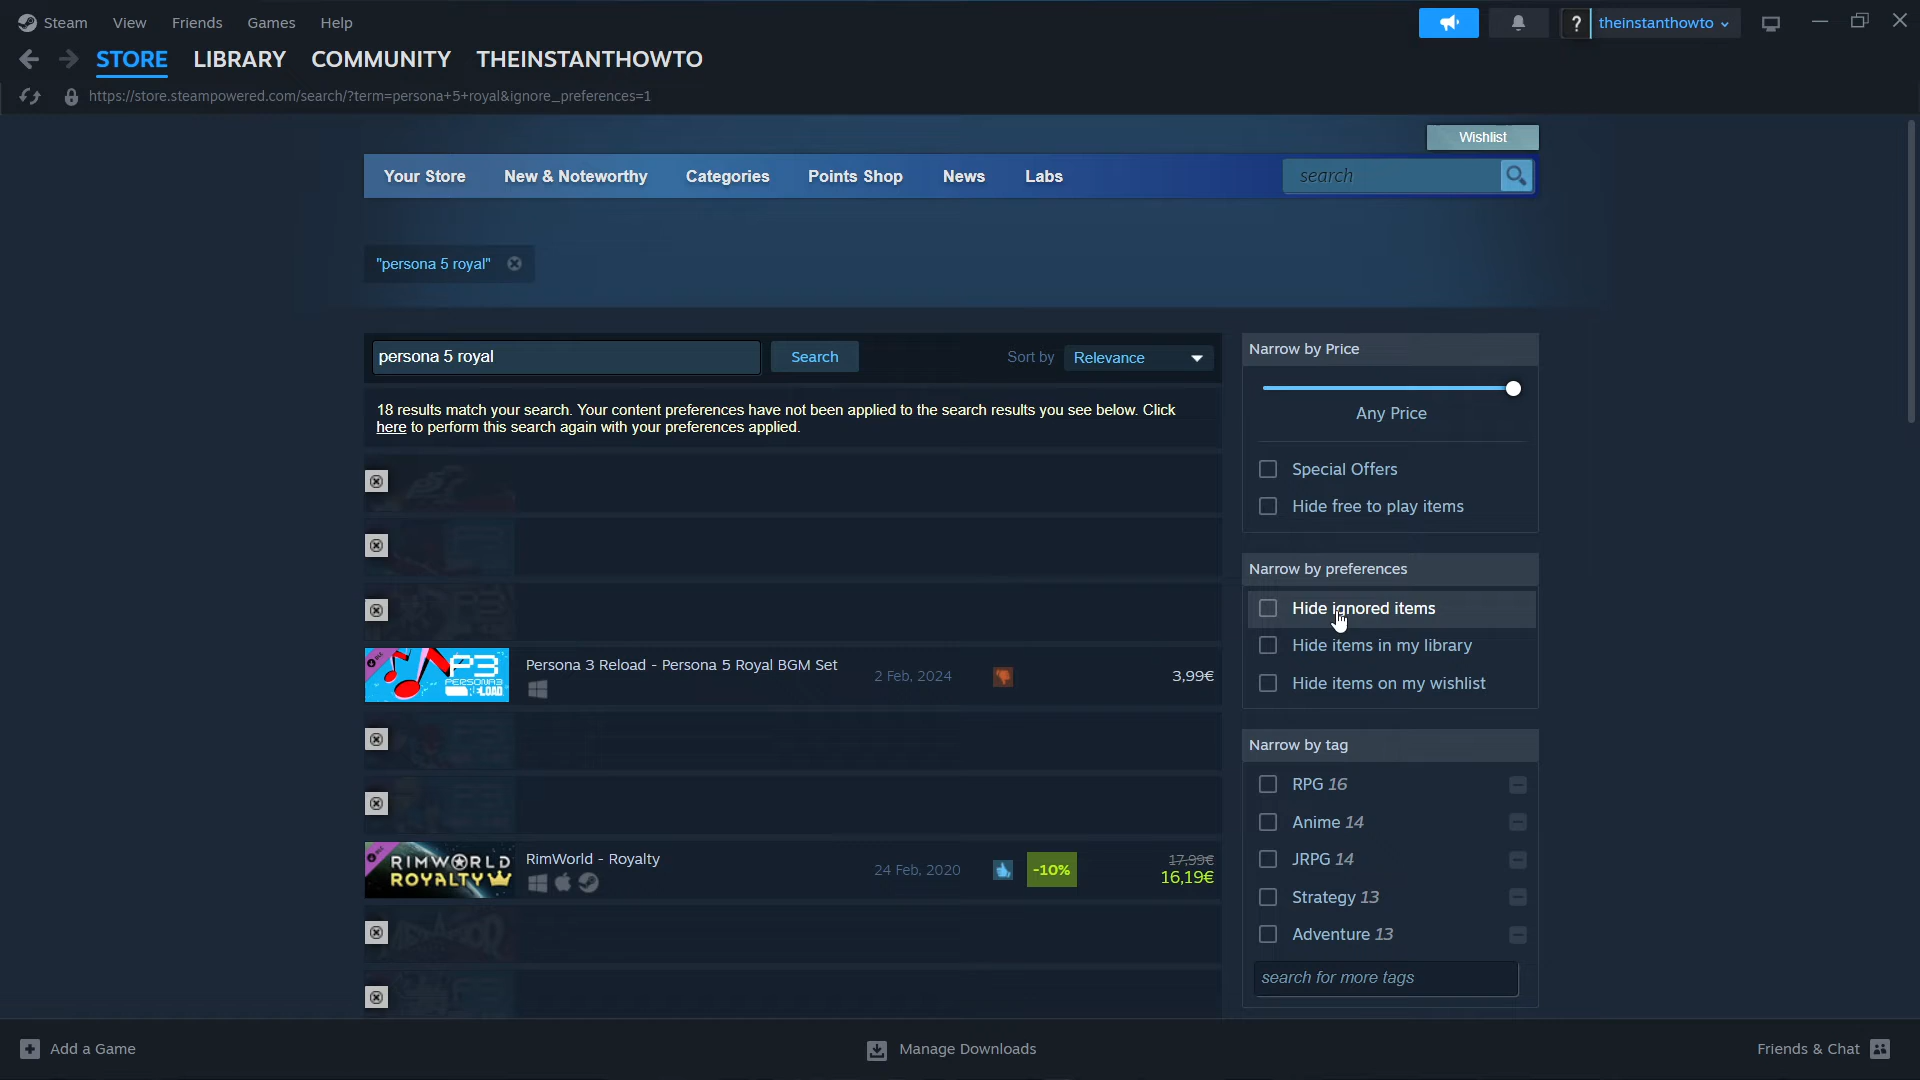 Steam View Friends Games Help
? theinstanthowto
STORE LIBRARY COMMUNITY THEINSTANTHOWTO
https://store.steampowered.com/search/?term=persona+5+royal&ignore_preferences=1
Wishlist
Your Store New & Noteworthy Categories Points Shop News Labs search
"persona 5 royal"
persona 5 royal Search Sort by Relevance
18 results match your search. Your content preferences have not been applied to the search results you see below. Click
here to perform this search again with your preferences applied.
P3
PERSONA3
RELOAD
Persona 3 Reload - Persona 5 Royal BGM Set 2 Feb, 2024 3,99€
RIMWORLD
ROYALTY
RimWorld - Royalty 24 Feb, 2020 -10% 17,99€
16,19€
Narrow by Price
Any Price
Special Offers
Hide free to play items
Narrow by preferences
Hide ignored items
Hide items in my library
Hide items on my wishlist
Narrow by tag
RPG 16
Anime 14
JRPG 14
Strategy 13
Adventure 13
search for more tags
Add a Game Manage Downloads Friends & Chat